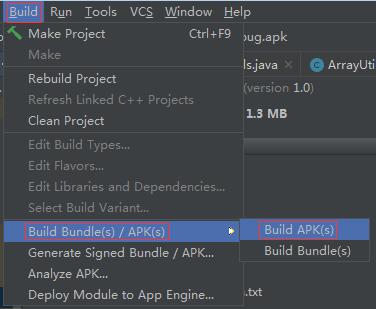 Build Run Tools VCS Window Help
Make Project Ctrl+F9
bug.apk
Make
ls.java × C ArrayUti
Rebuild Project
(version 1.0)
Refresh Linked C++ Projects
Clean Project
1.3 MB
Edit Build Types...
Edit Flavors...
Edit Libraries and Dependencies...
Select Build Variant...
Build Bundle(s) / APK(s)
Build APK(s)
Generate Signed Bundle / APK...
Build Bundle(s)
Analyze APK...
Deploy Module to App Engine...
.txt